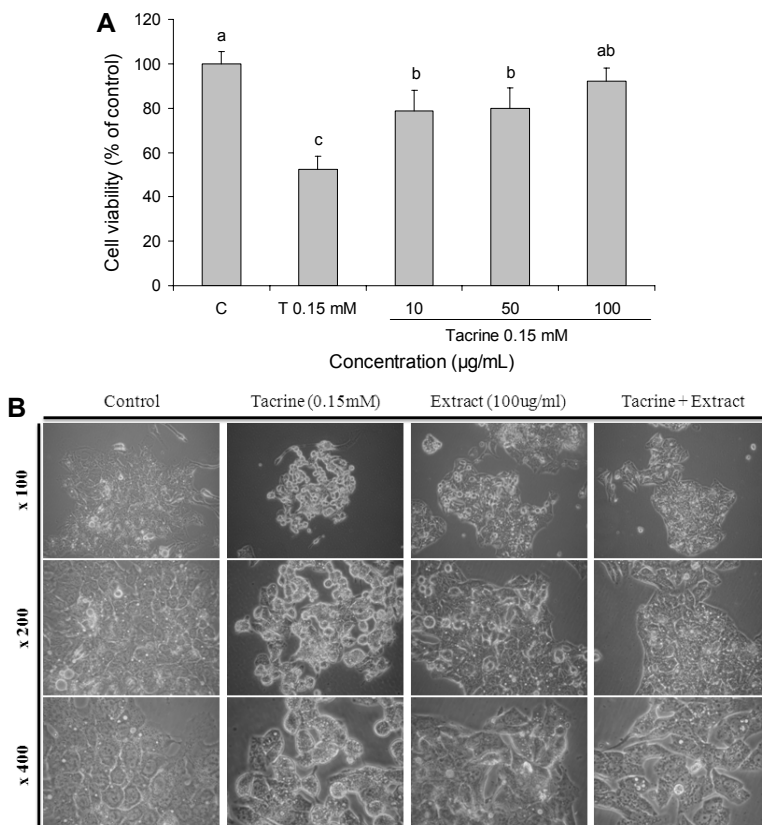 A
Cell viability (% of control)
120
100
80
60
40
20
0
a
c
b
b
ab
C
T 0.15 mM
10
50
100
Tacrine 0.15 mM
Concentration (µg/mL)
B
Control
Tacrine (0.15mM)
Extract (100ug/ml)
Tacrine + Extract
x 100
x 200
x 400